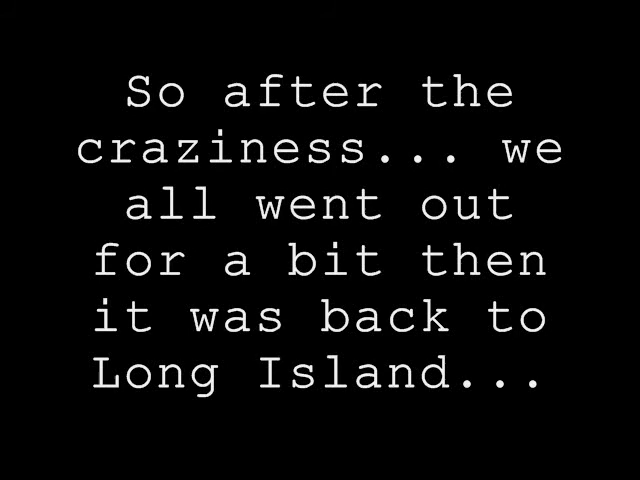 So after the
craziness... we
all went out
for a bit then
it was back to
Long Island...